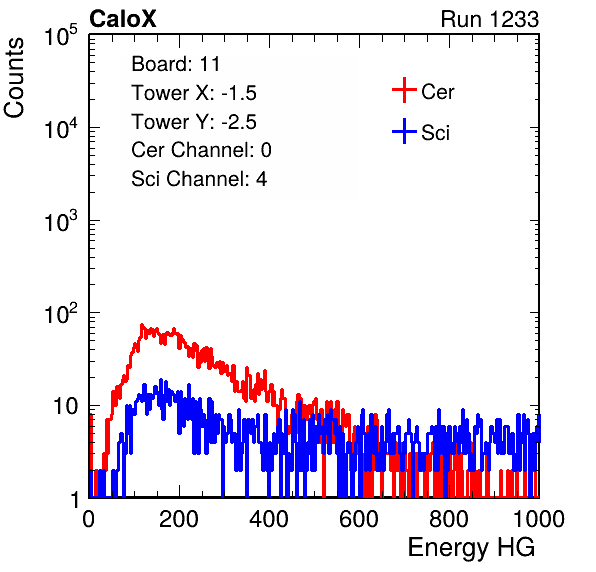 CaloX Run 1233
Counts
Board: 11
Tower X: -1.5
Tower Y: -2.5
Cer Channel: 0
Sci Channel: 4
Cer
Sci
10^5
10^4
10^3
10^2
10
1
0 200 400 600 800 1000
Energy HG